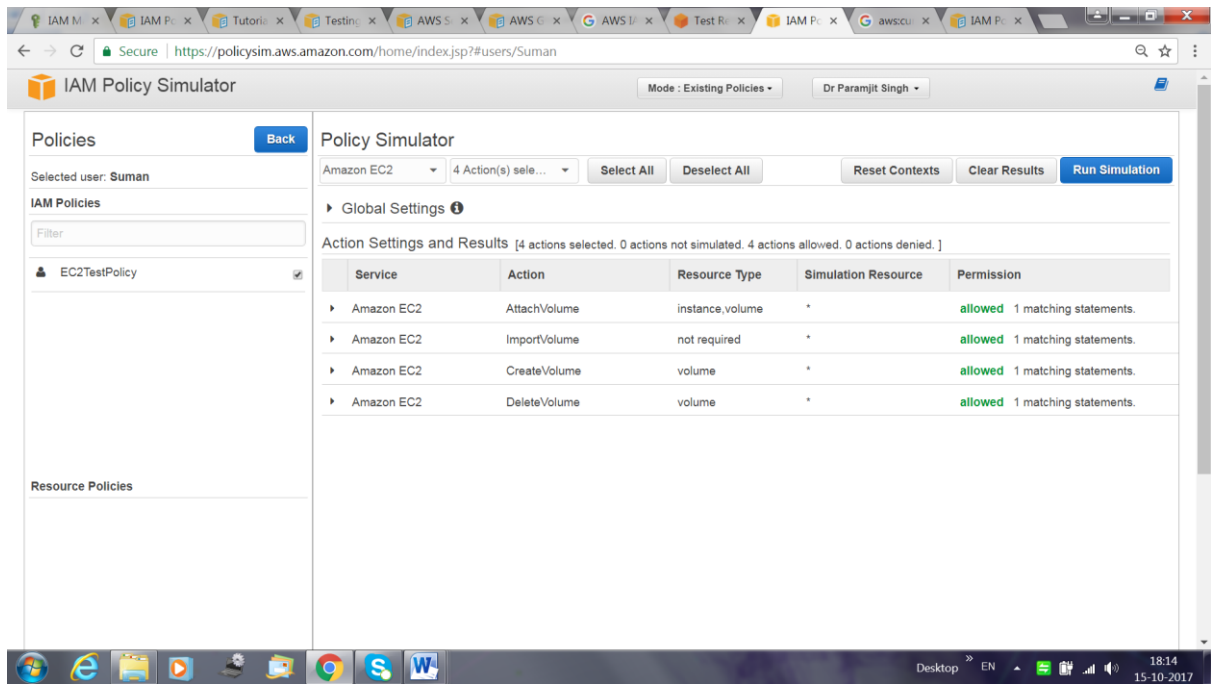 IAM M IAM Po Tutoria Testing AWS S AWS G AWS I/ Test Re IAM Po aws:cu IAM Po
Secure https://policysim.aws.amazon.com/home/index.jsp?#users/Suman
IAM Policy Simulator Mode : Existing Policies Dr Paramjit Singh
Policies Back
Selected user: Suman
IAM Policies
Filter
EC2TestPolicy
Resource Policies
Policy Simulator
Amazon EC2 4 Action(s) sele... Select All Deselect All Reset Contexts Clear Results Run Simulation
Global Settings
Action Settings and Results [4 actions selected. 0 actions not simulated. 4 actions allowed. 0 actions denied. ]
Service Action Resource Type Simulation Resource Permission
Amazon EC2 AttachVolume instance,volume * allowed 1 matching statements.
Amazon EC2 ImportVolume not required * allowed 1 matching statements.
Amazon EC2 CreateVolume volume * allowed 1 matching statements.
Amazon EC2 DeleteVolume volume * allowed 1 matching statements.
Desktop EN 18:14
15-10-2017